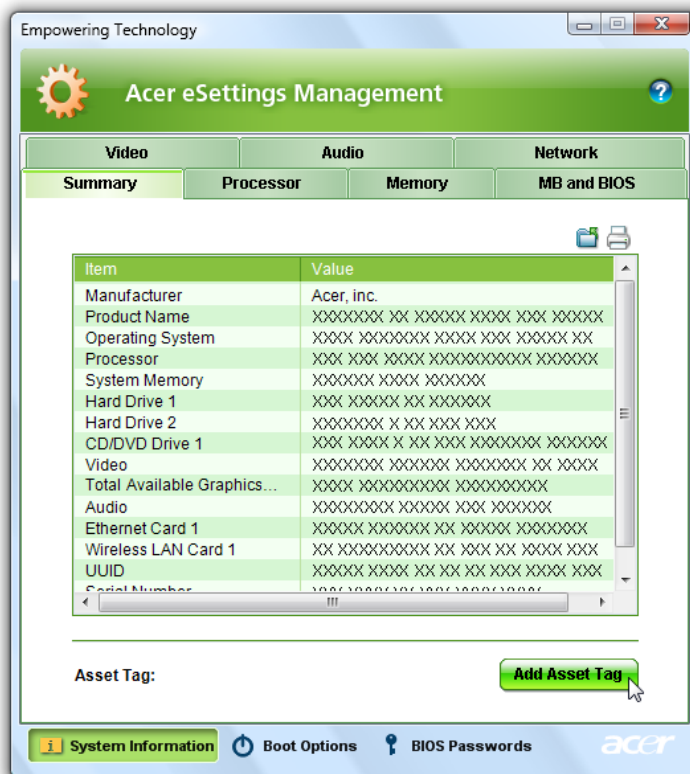 Empowering Technology
Acer eSettings Management
Video Audio Network
Summary Processor Memory MB and BIOS
Item Value
Manufacturer Acer, inc.
Product Name XXXXXXX XX XXXXX XXXX XXX XXXXX
Operating System XXXX XXXXXXX XXXX XXX XXXXX XX
Processor XXX XXX XXXX XXXXXXXXXX XXXXXX
System Memory XXXXXX XXXX XXXXXX
Hard Drive 1 XXX XXXXX XX XXXXXX
Hard Drive 2 XXXXXXX X XX XXX XXX
CD/DVD Drive 1 XXX XXXX X XX XXX XXXXXXX XXXXXX
Video XXXXXXX XXXXXX XXXXXXX XX XXXX
Total Available Graphics... XXXX XXXXXXXXX XXXXXXXXX
Audio XXXXXXXX XXXXX XXX XXXXXX
Ethernet Card 1 XXXXX XXXXXX XX XXXXX XXXXXXX
Wireless LAN Card 1 XX XXXXXXXXX XX XXX XX XXXX XXX
UUID XXXXX XXXX XX XX XX XXX XXXX XXX
Serial Number
Asset Tag: Add Asset Tag
System Information Boot Options BIOS Passwords acer